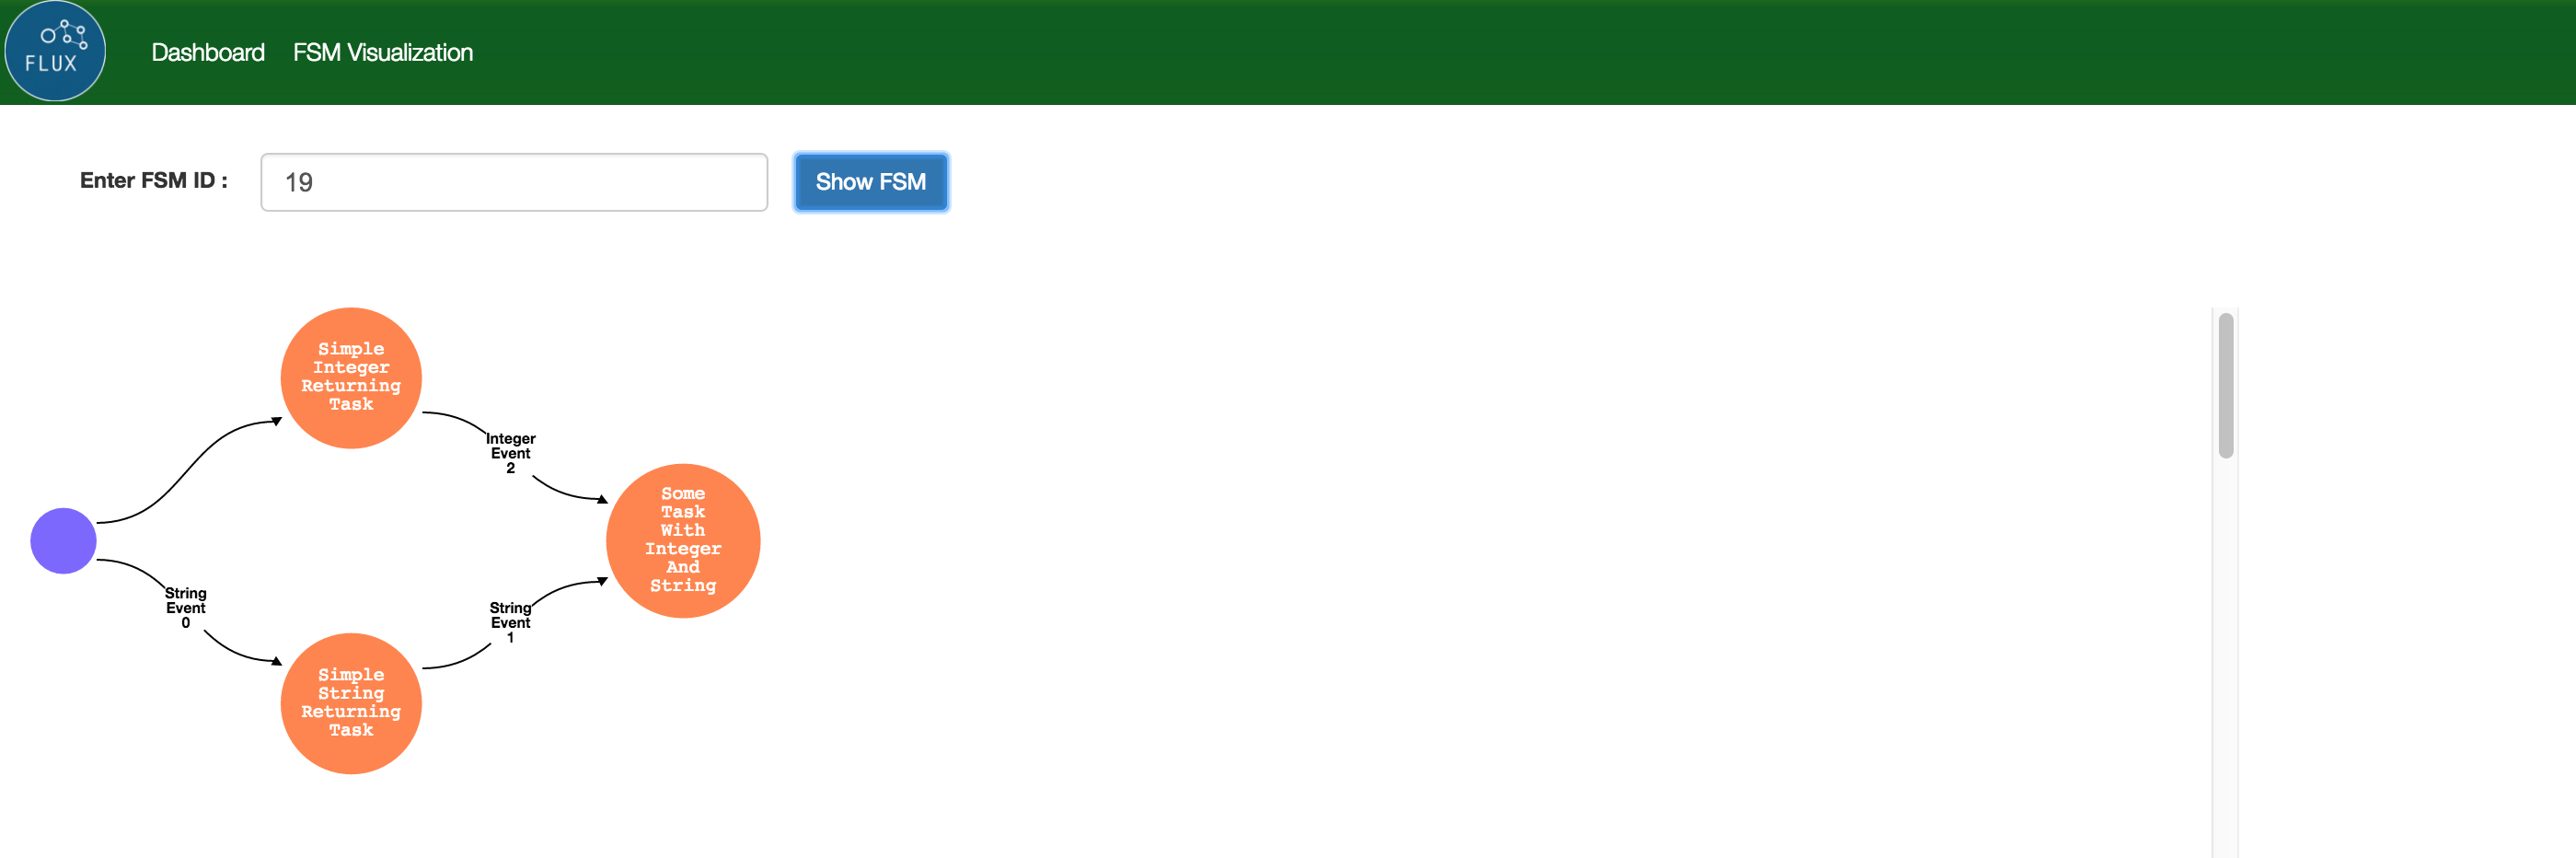 FLUX
Dashboard
FSM Visualization
Enter FSM ID :
19
Show FSM
Simple
Integer
Returning
Task
Integer
Event
2
Some
Task
With
Integer
And
String
String
Event
0
String
Event
1
Simple
String
Returning
Task